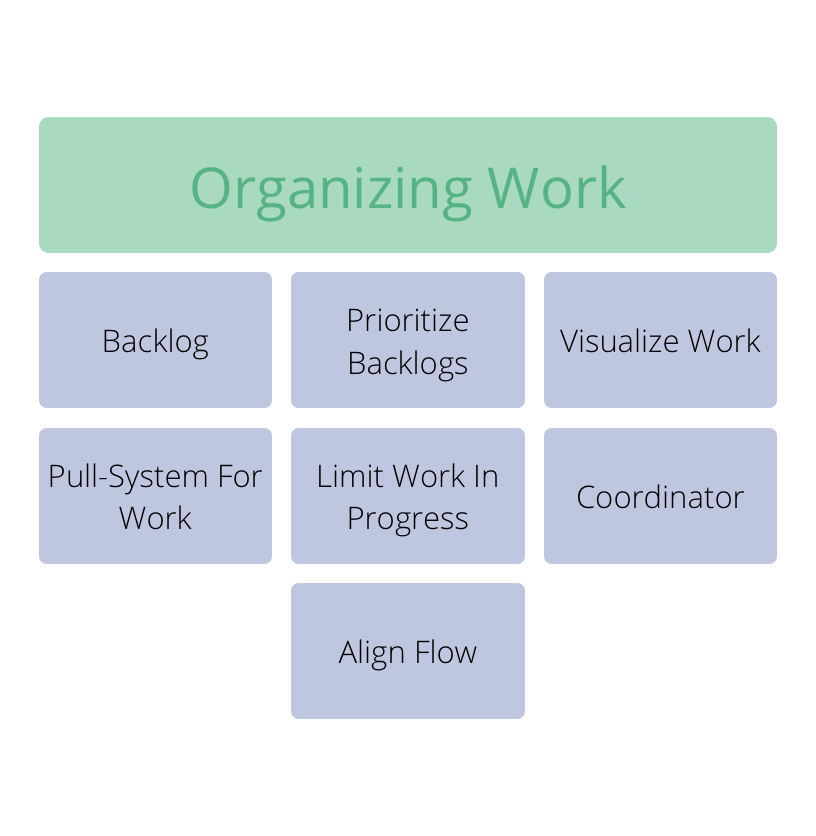 Organizing Work
Backlog
Prioritize
Backlogs
Visualize Work
Pull-System For
Work
Limit Work In
Progress
Coordinator
Align Flow